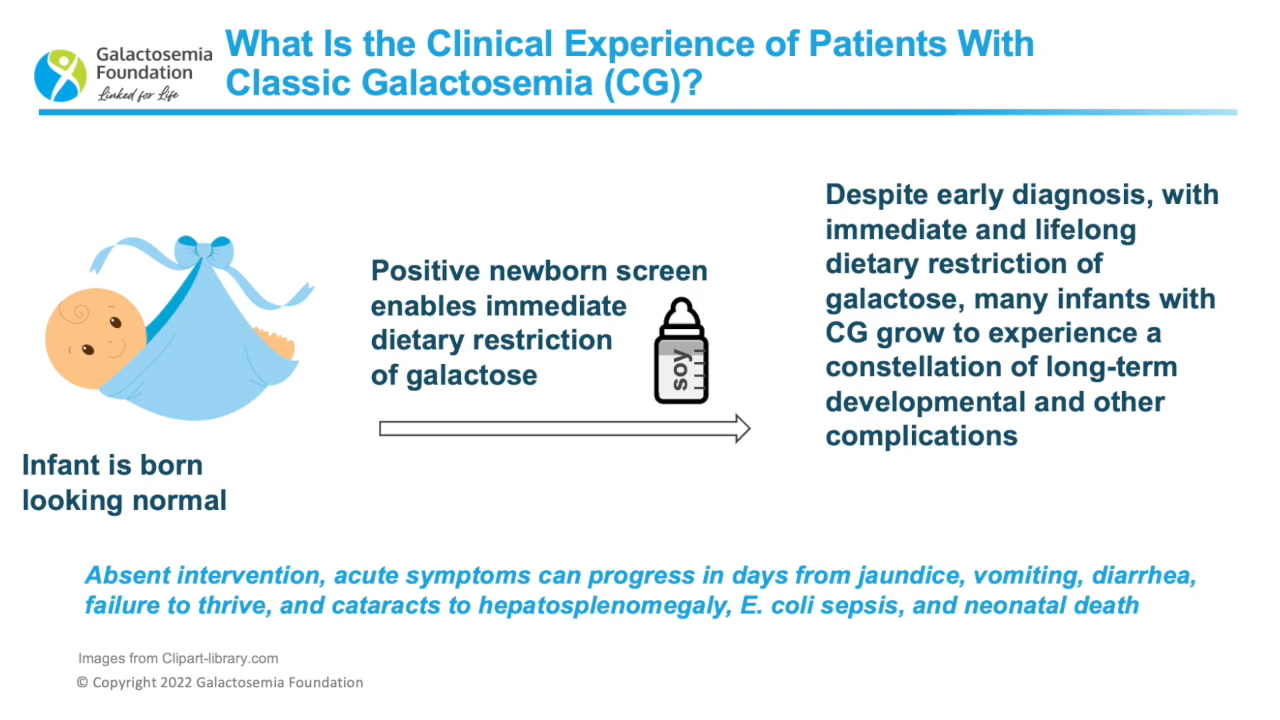 Galactosemia
Foundation
Linked for Life
What Is the Clinical Experience of Patients With
Classic Galactosemia (CG)?
Infant is born
looking normal
Positive newborn screen
enables immediate
dietary restriction
of galactose
soy
Despite early diagnosis, with
immediate and lifelong
dietary restriction of
galactose, many infants with
CG grow to experience a
constellation of long-term
developmental and other
complications
Absent intervention, acute symptoms can progress in days from jaundice, vomiting, diarrhea,
failure to thrive, and cataracts to hepatosplenomegaly, E. coli sepsis, and neonatal death
Images from Clipart-library.com
© Copyright 2022 Galactosemia Foundation